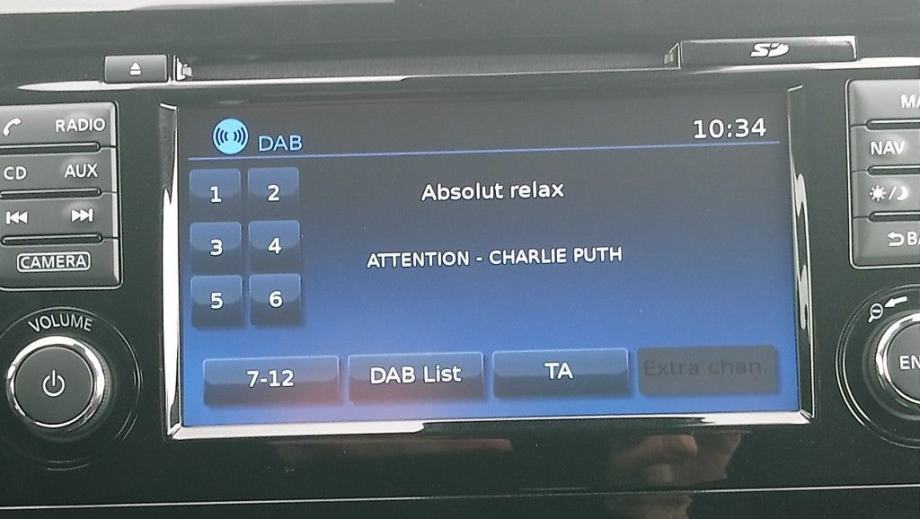 SD
RADIO
CD AUX
CAMERA
VOLUME
DAB 10:34
1 2
3 4
5 6
Absolut relax
ATTENTION - CHARLIE PUTH
7-12 DAB List TA Extra chan.
NAV